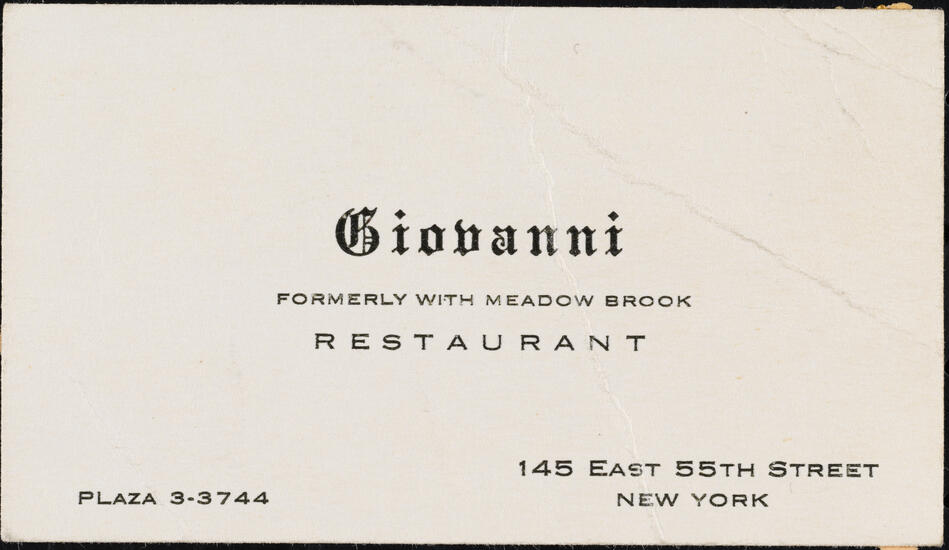 Giovanni
FORMERLY WITH MEADOW BROOK
RESTAURANT
145 EAST 55TH STREET
NEW YORK
PLAZA 3-3744